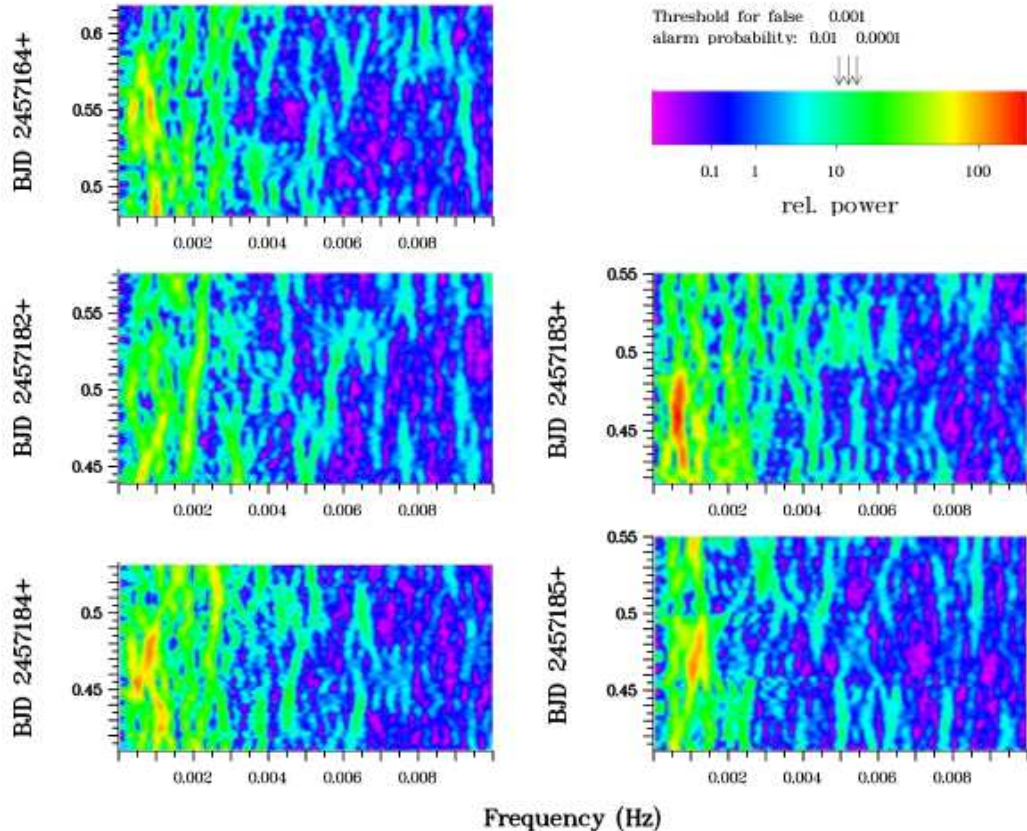 Threshold for false 0.001
alarm probability: 0.01 0.0001
0.1 1 10 100
rel. power
BJD 2457164+
0.6
0.55
0.5
0.002 0.004 0.006 0.008
BJD 2457182+
0.55
0.5
0.45
0.002 0.004 0.006 0.008
BJD 2457183+
0.55
0.5
0.45
0.002 0.004 0.006 0.008
BJD 2457184+
0.5
0.45
0.002 0.004 0.006 0.008
BJD 2457185+
0.55
0.5
0.45
0.002 0.004 0.006 0.008
Frequency (Hz)